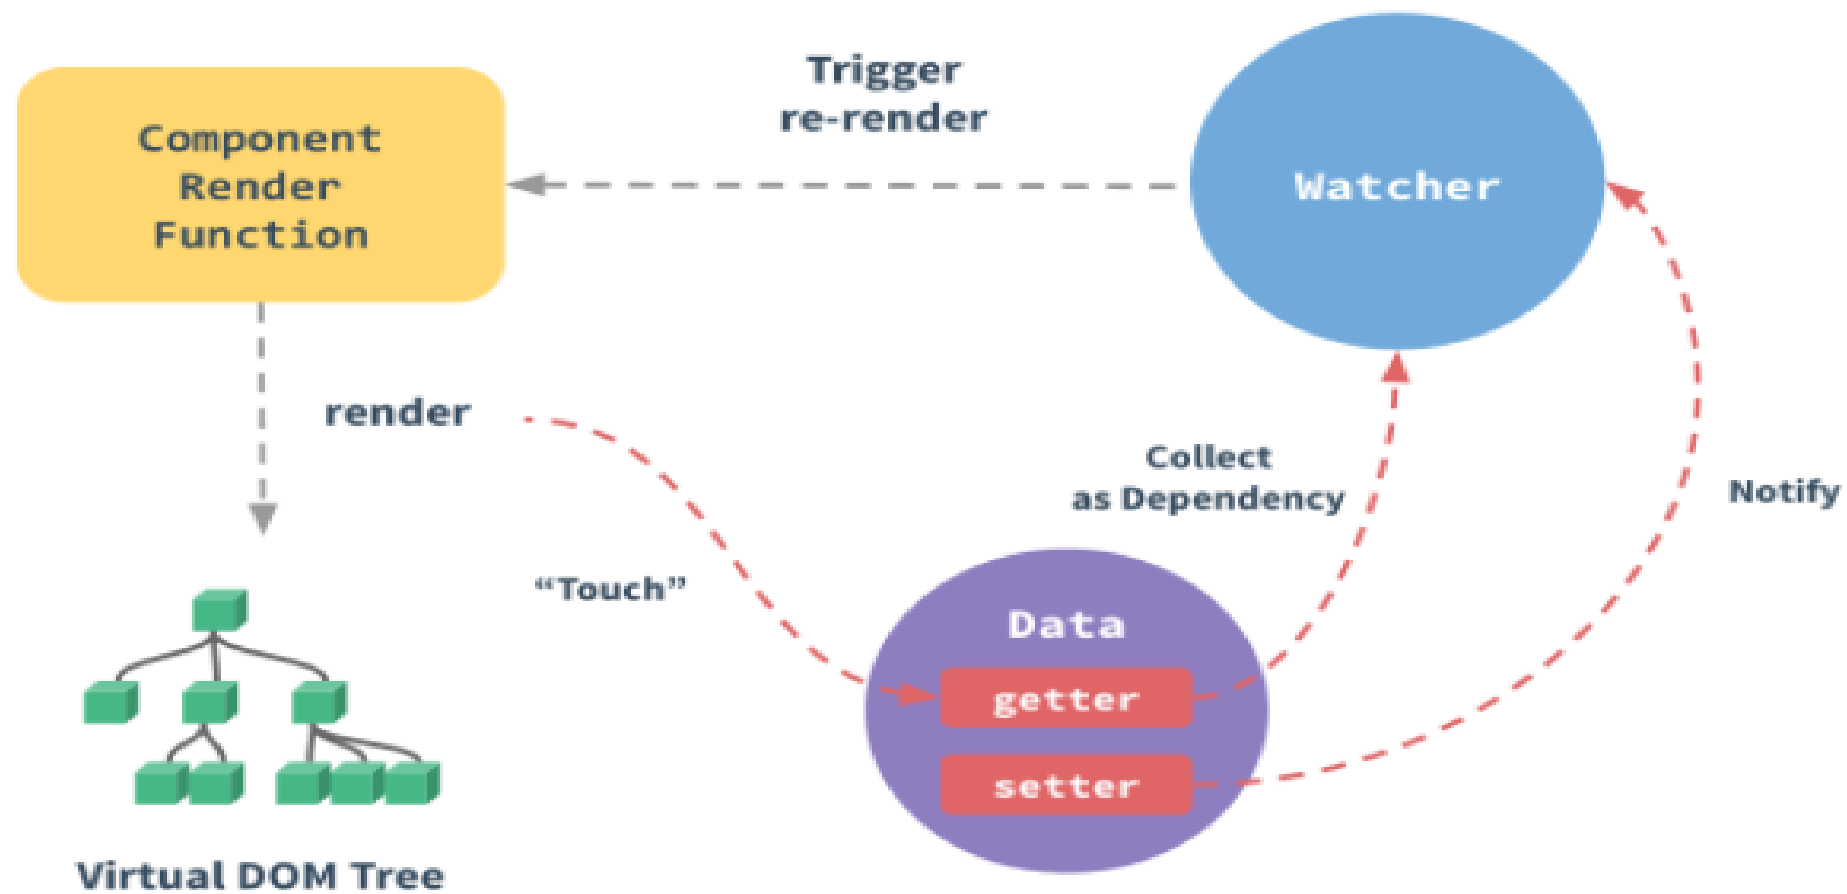 Trigger
re-render
Component
Render
Function
Watcher
render
Collect
as Dependency
Notify
“Touch”
Data
getter
setter
Virtual DOM Tree